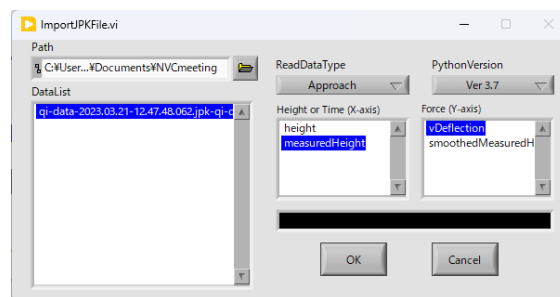 ImportJPKFile.vi
Path
C:¥User...¥Documents¥NVCmeeting
DataList
qi-data-2023.03.21-12.47.48.062.jpk-qi-d
ReadDataType
Approach
PythonVersion
Ver 3.7
Height or Time (X-axis)
height
measuredHeight
Force (Y-axis)
vDeflection
smoothedMeasuredH
OK
Cancel